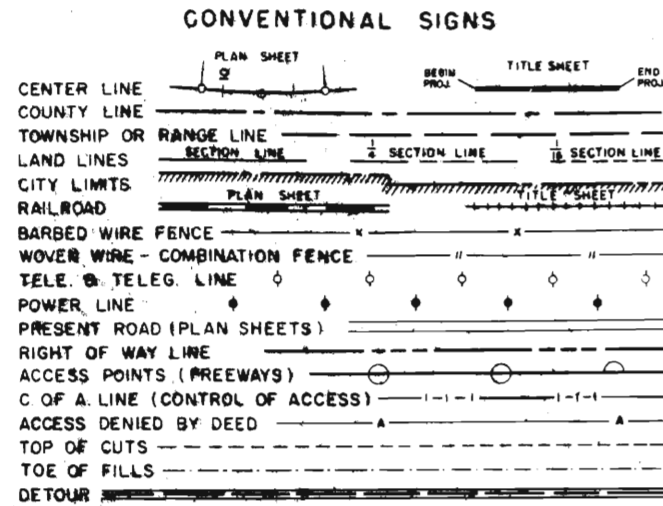 CONVENTIONAL SIGNS
PLAN SHEET
TITLE SHEET
BEGIN PROJ.
END PROJ.
10
CENTER LINE
COUNTY LINE
TOWNSHIP OR RANGE LINE
LAND LINES SECTION LINE 1/4 SECTION LINE 1/16 SECTION LINE
CITY LIMITS
RAILROAD PLAN SHEET TITLE SHEET
BARBED WIRE FENCE x x
WOVEN WIRE - COMBINATION FENCE // //
TELE. & TELEG. LINE
POWER LINE
PRESENT ROAD (PLAN SHEETS)
RIGHT OF WAY LINE
ACCESS POINTS (FREEWAYS)
C. OF A. LINE (CONTROL OF ACCESS)
ACCESS DENIED BY DEED A A
TOP OF CUTS
TOE OF FILLS
DETOUR